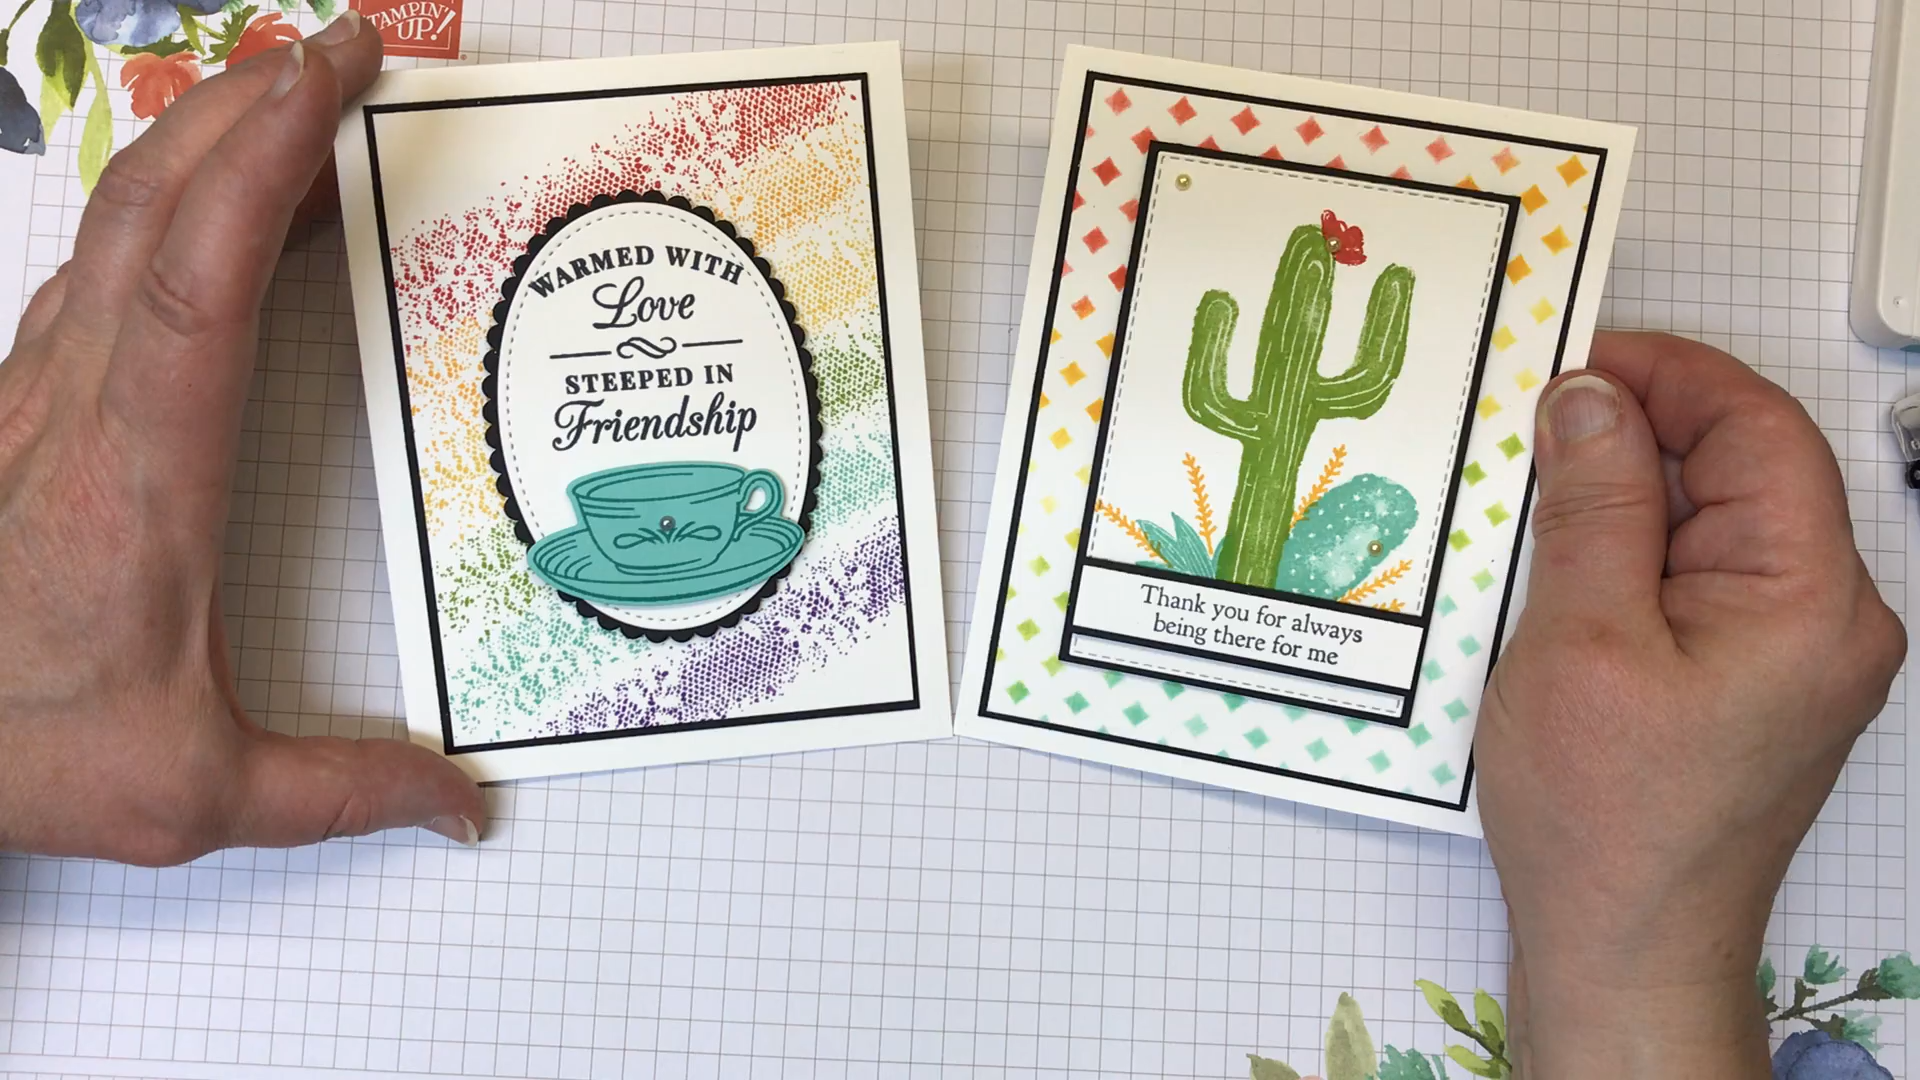 STAMPIN'
UP!
WARMED WITH
Love
STEEPED IN
Friendship
Thank you for always
being there for me